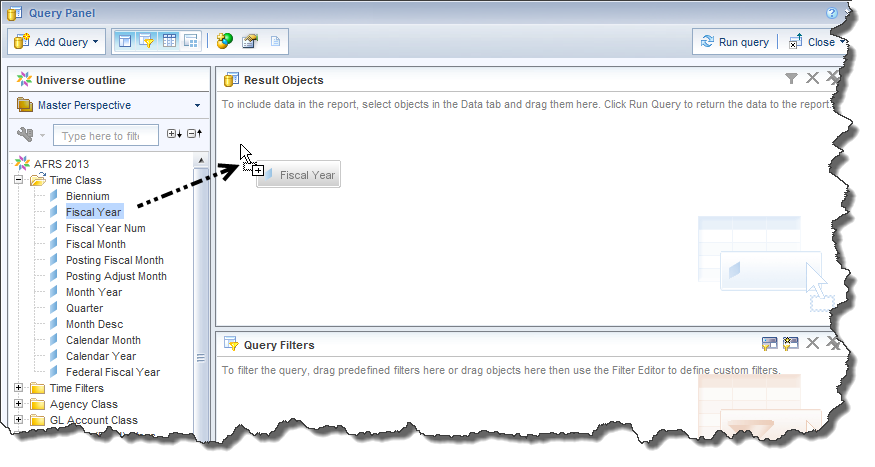 Query Panel
Add Query
Run query
Close
Universe outline
Master Perspective
Type here to filt
AFRS 2013
Time Class
Biennium
Fiscal Year
Fiscal Year Num
Fiscal Month
Posting Fiscal Month
Posting Adjust Month
Month Year
Quarter
Month Desc
Calendar Month
Calendar Year
Federal Fiscal Year
Time Filters
Agency Class
GL Account Class
Result Objects
To include data in the report, select objects in the Data tab and drag them here. Click Run Query to return the data to the report.
Fiscal Year
Query Filters
To filter the query, drag predefined filters here or drag objects here then use the Filter Editor to define custom filters.